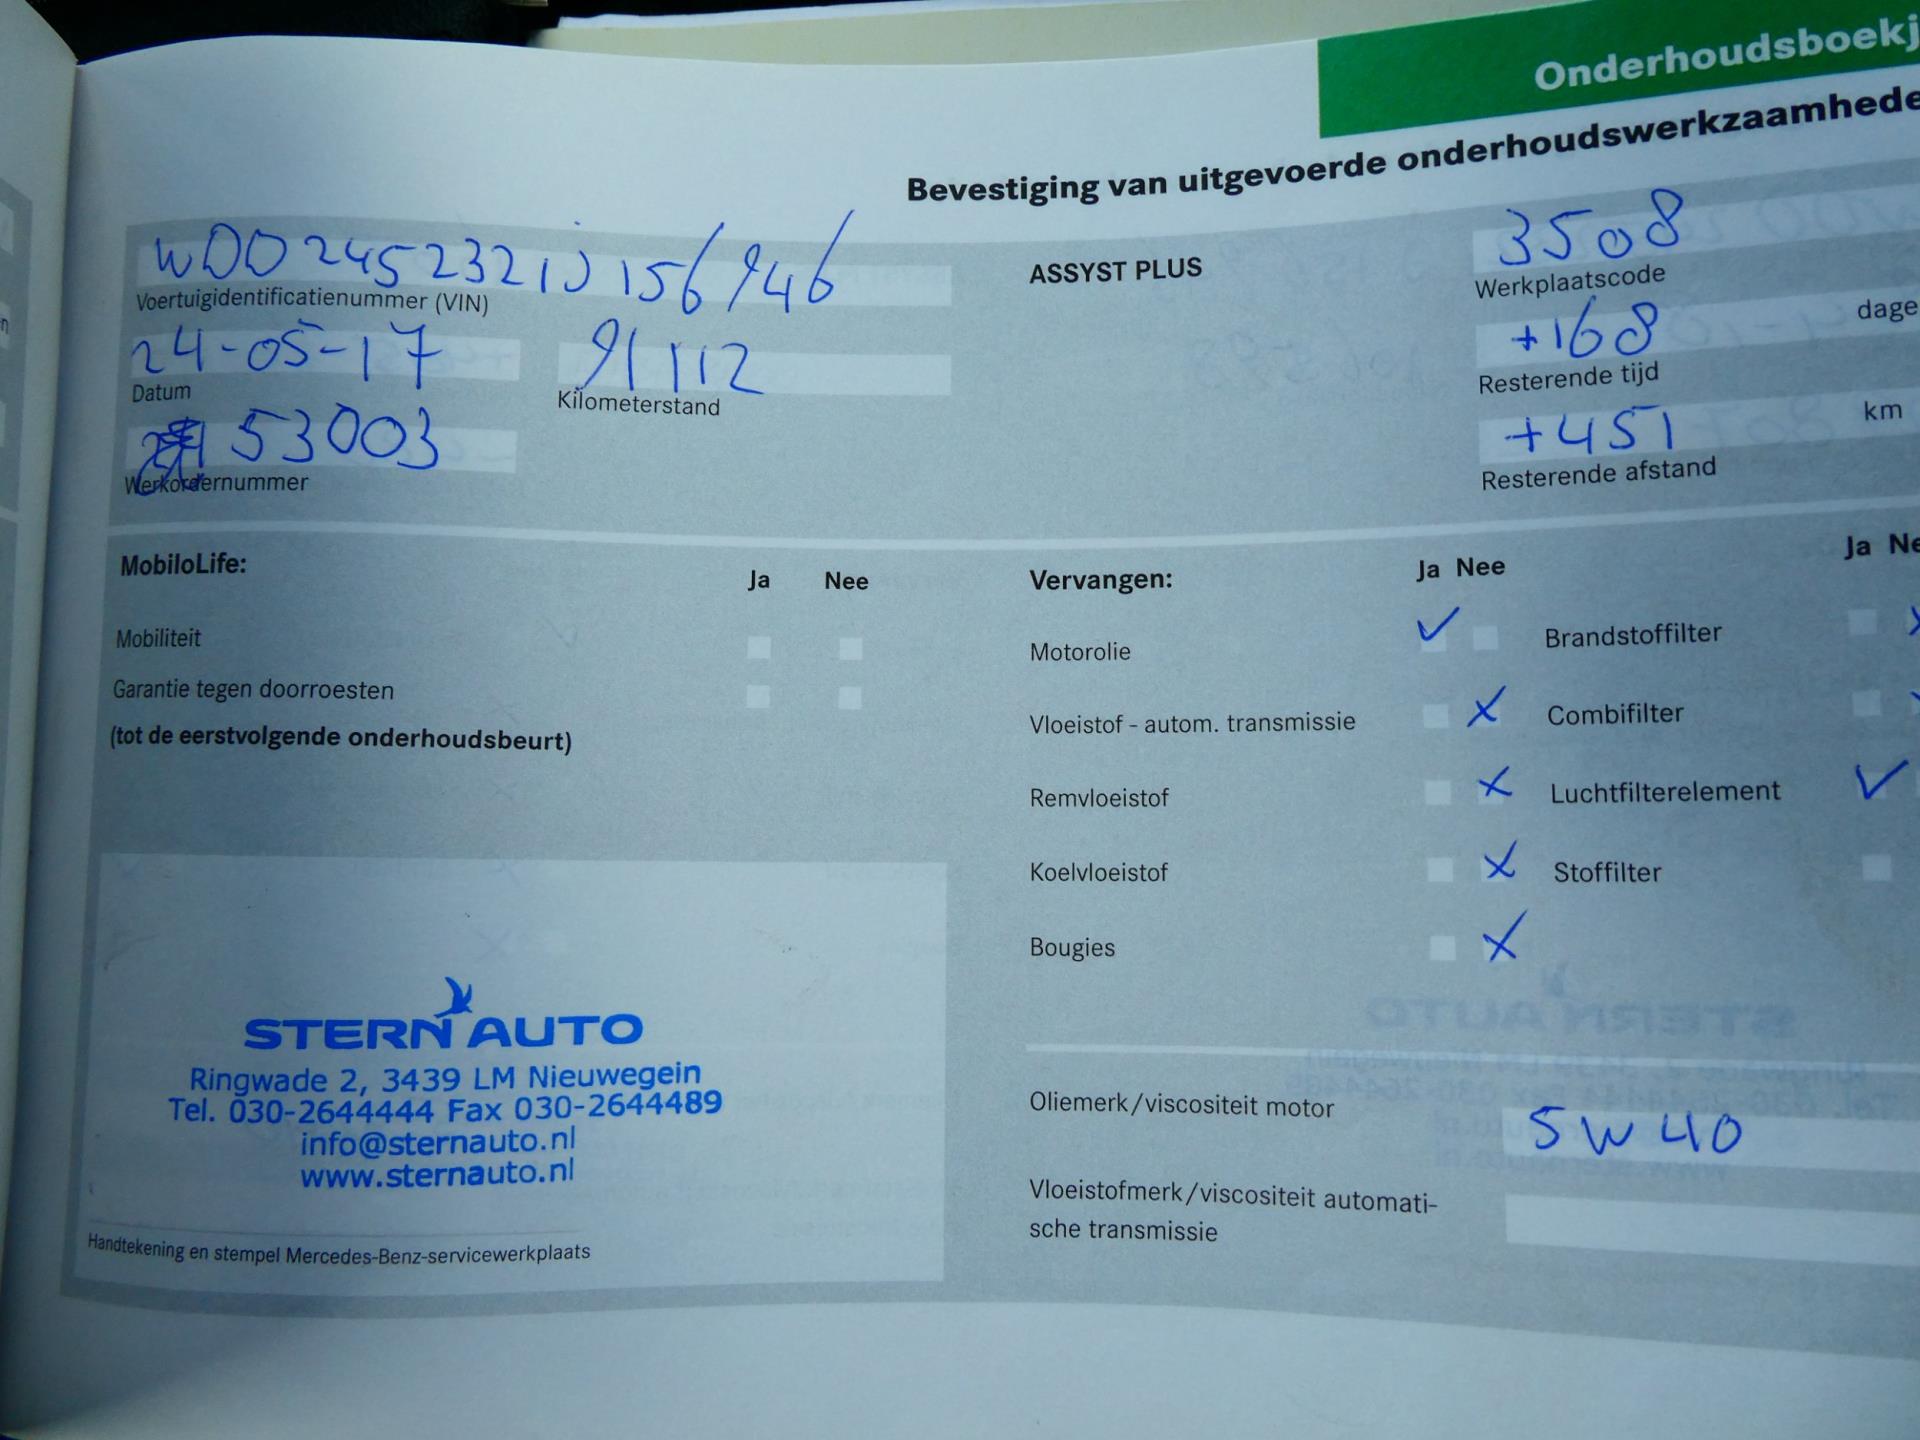 Onderhoudsboekj
Bevestiging van uitgevoerde onderhoudswerkzaamhede
WDD2452321J156946
Voertuigidentificatienummer (VIN)
ASSYST PLUS
3508
Werkplaatscode
24-05-17
Datum
91112
Kilometerstand
+168
dage
Resterende tijd
53003
Werkordernummer
+451
km
Resterende afstand
MobiloLife:
Ja Nee
Mobiliteit
Garantie tegen doorroesten
(tot de eerstvolgende onderhoudsbeurt)
Vervangen:
Ja Nee
Ja Ne
Motorolie
Brandstoffilter
Vloeistof - autom. transmissie
Combifilter
Remvloeistof
Luchtfilterelement
Koelvloeistof
Stoffilter
Bougies
STERN AUTO
Ringwade 2, 3439 LM Nieuwegein
Tel. 030-2644444 Fax 030-2644489
info@sternauto.nl
www.sternauto.nl
Handtekening en stempel Mercedes-Benz-servicewerkplaats
Oliemerk/viscositeit motor
5W40
Vloeistofmerk/viscositeit automati-
sche transmissie